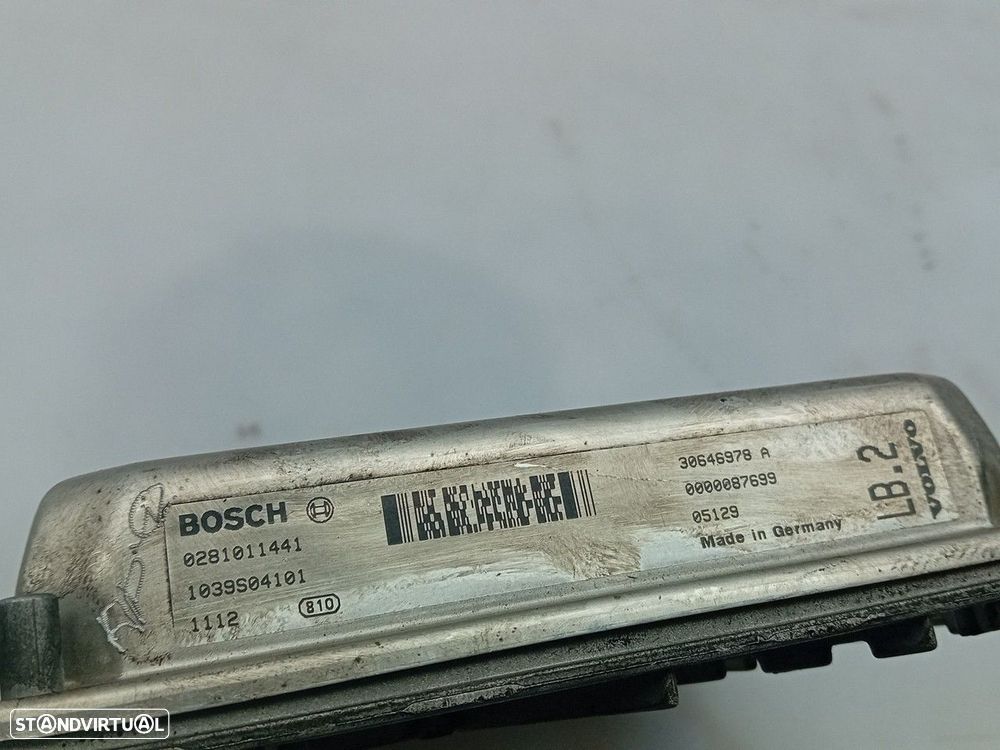 BOSCH
0281011441
1039S04101
1112 810
30646978 A
0000087699
05129
Made in Germany
LB.2
VOLVO
STANDVIRTUAL